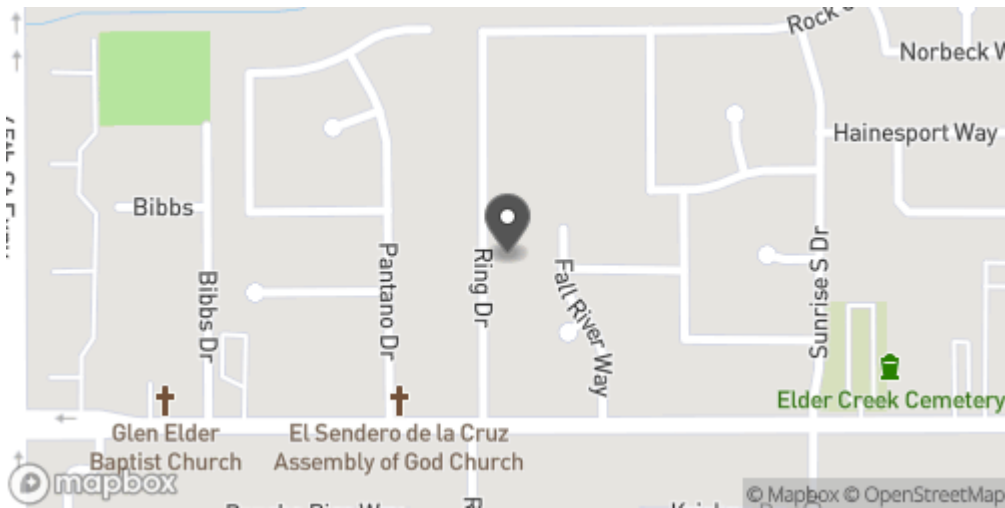 Rock
Norbeck W
Hainesport Way
Bibbs
Bibbs Dr
Pantano Dr
Ring Dr
Fall River Way
Sunrise S Dr
Elder Creek Cemetery
Glen Elder
Baptist Church
El Sendero de la Cruz
Assembly of God Church
mapbox
© Mapbox © OpenStreetMap